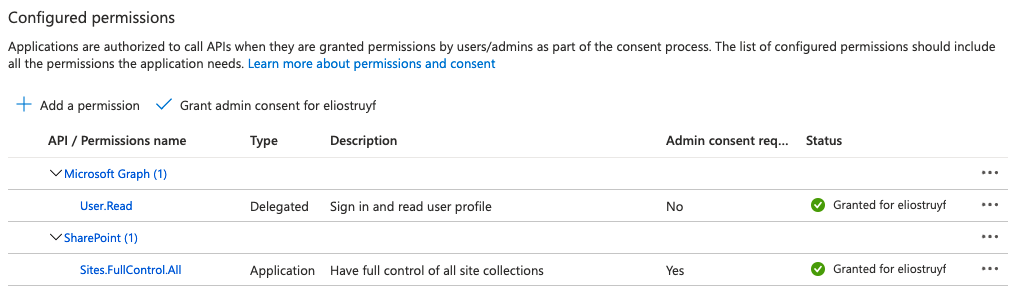 Configured permissions
Applications are authorized to call APIs when they are granted permissions by users/admins as part of the consent process. The list of configured permissions should include
all the permissions the application needs. Learn more about permissions and consent
Add a permission Grant admin consent for eliostruyf
API / Permissions name Type Description Admin consent req... Status
Microsoft Graph (1)
User.Read Delegated Sign in and read user profile No Granted for eliostruyf
SharePoint (1)
Sites.FullControl.All Application Have full control of all site collections Yes Granted for eliostruyf